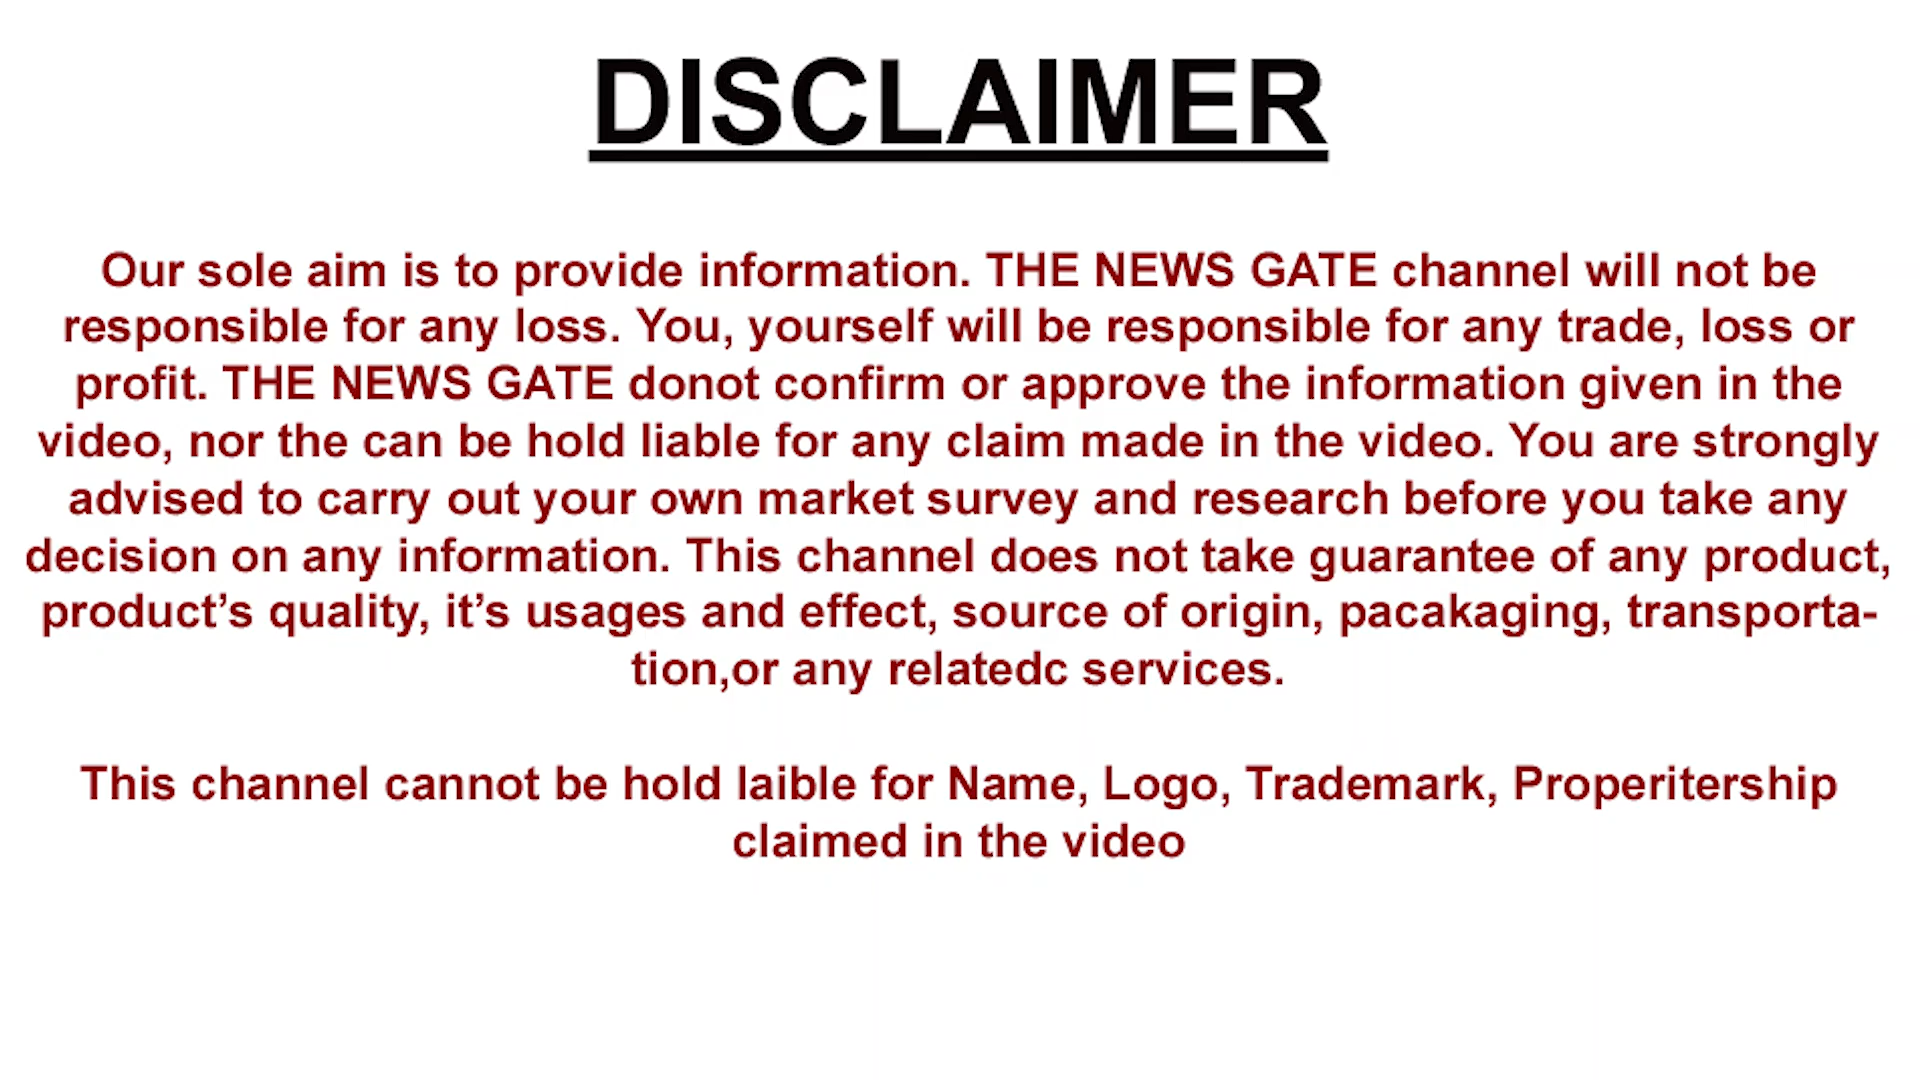 DISCLAIMER
Our sole aim is to provide information. THE NEWS GATE channel will not be
responsible for any loss. You, yourself will be responsible for any trade, loss or
profit. THE NEWS GATE donot confirm or approve the information given in the
video, nor the can be hold liable for any claim made in the video. You are strongly
advised to carry out your own market survey and research before you take any
decision on any information. This channel does not take guarantee of any product,
product’s quality, it’s usages and effect, source of origin, pacakaging, transporta-
tion,or any relatedc services.
This channel cannot be hold laible for Name, Logo, Trademark, Properitership
claimed in the video